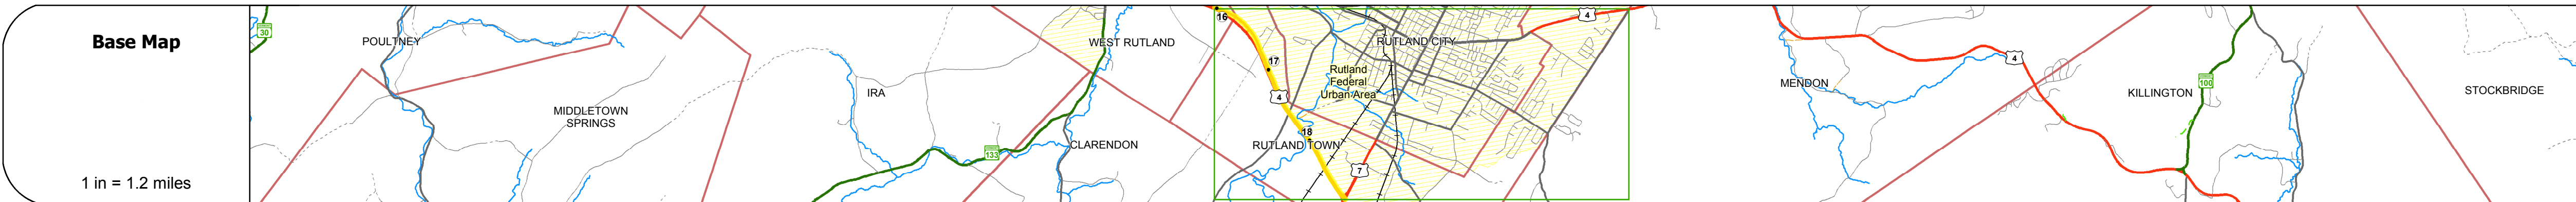 Base Map
1 in = 1.2 miles
30
POULTNEY
MIDDLETOWN
SPRINGS
IRA
133
WEST RUTLAND
CLARENDON
16
17
4
18
RUTLAND TOWN
RUTLAND CITY
Rutland
Federal
Urban Area
7
4
MENDON
4
KILLINGTON
100
STOCKBRIDGE